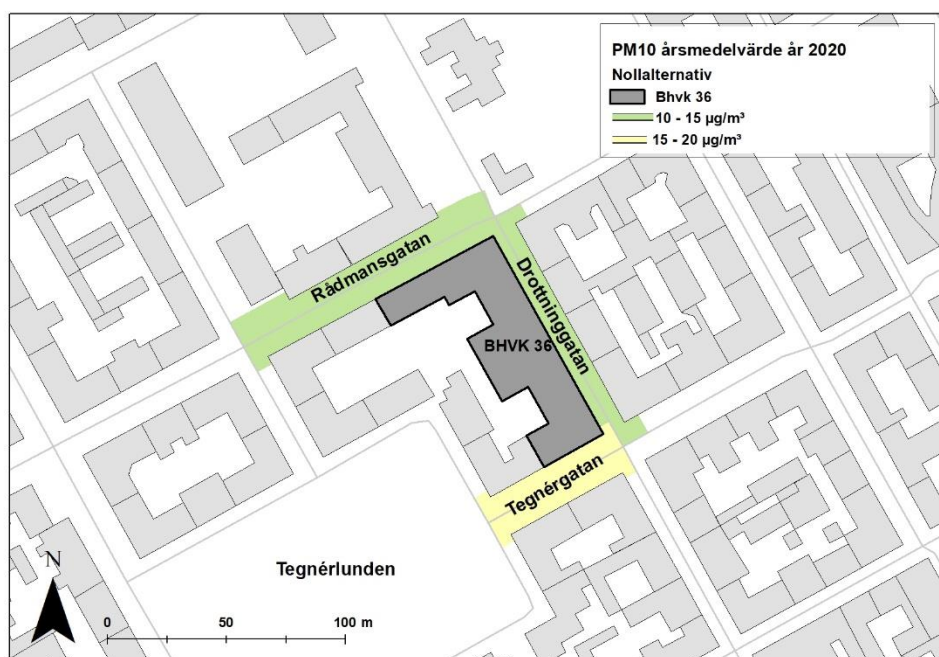 PM10 årsmedelvärde år 2020
Nollalternativ
Bhvk 36
10 - 15 µg/m³
15 - 20 µg/m³
Rådmansgatan
Drottninggatan
BHVK 36
Tegnérgatan
Tegnérlunden
N
0 50 100 m